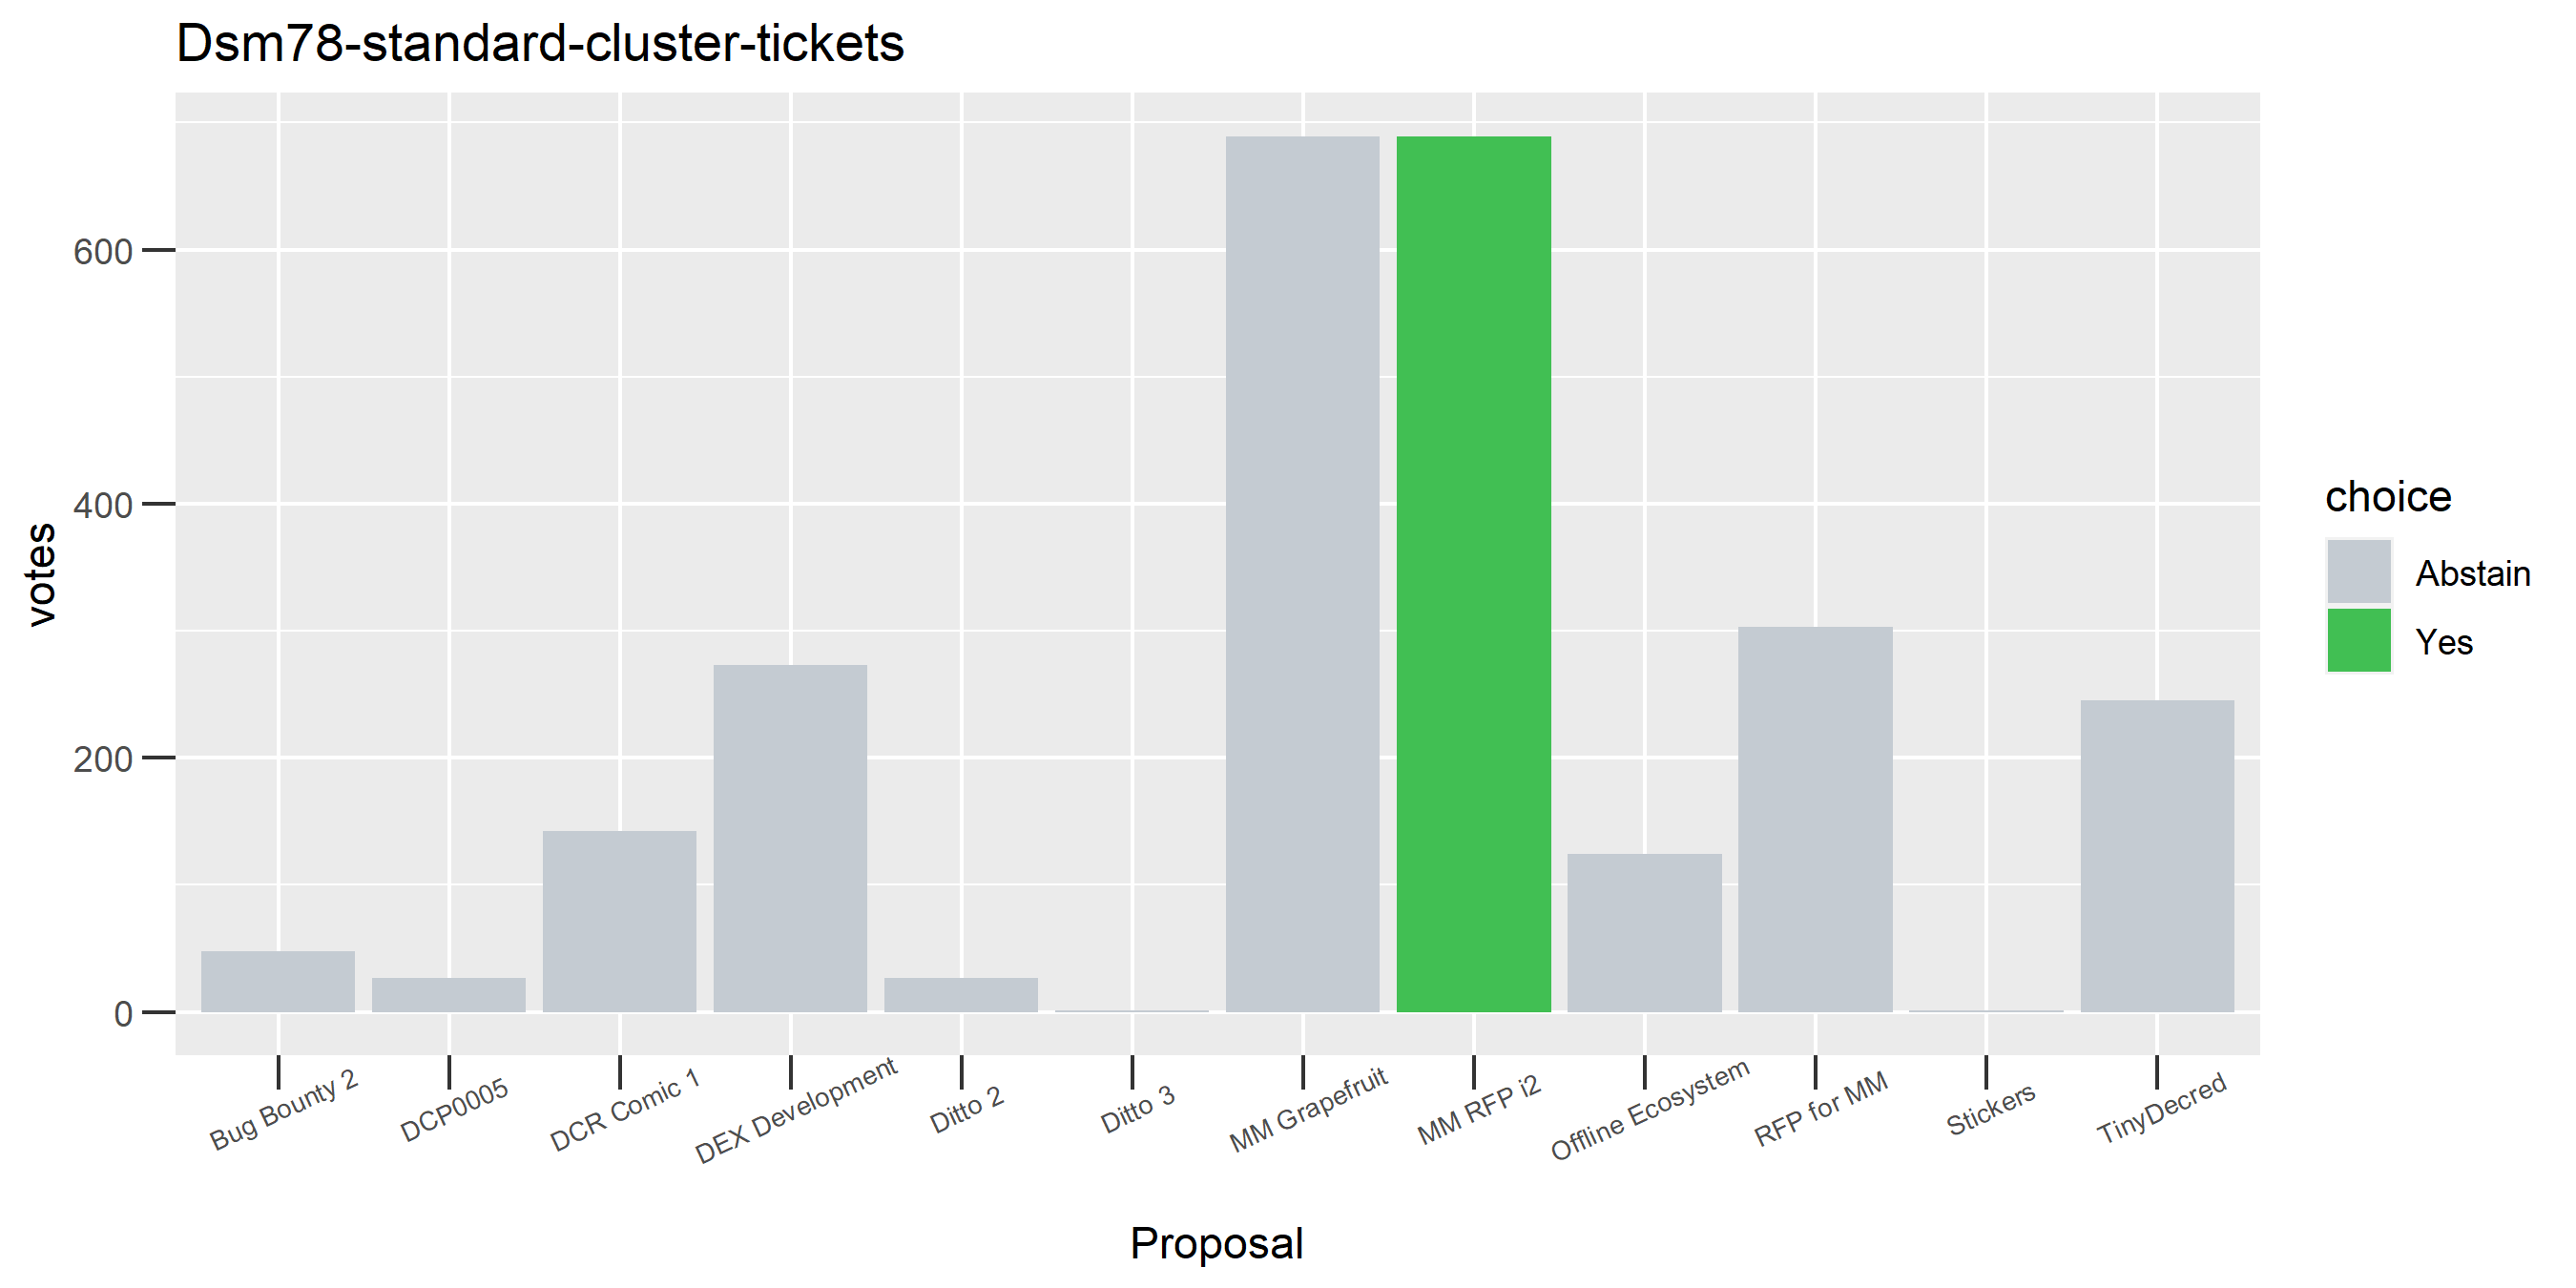 Dsm78-standard-cluster-tickets
votes
600
400
200
0
Bug Bounty 2
DCP0005
DCR Comic 1
DEX Development
Ditto 2
Ditto 3
MM Grapefruit
MM RFP i2
Offline Ecosystem
RFP for MM
Stickers
TinyDecred
Proposal
choice
Abstain
Yes